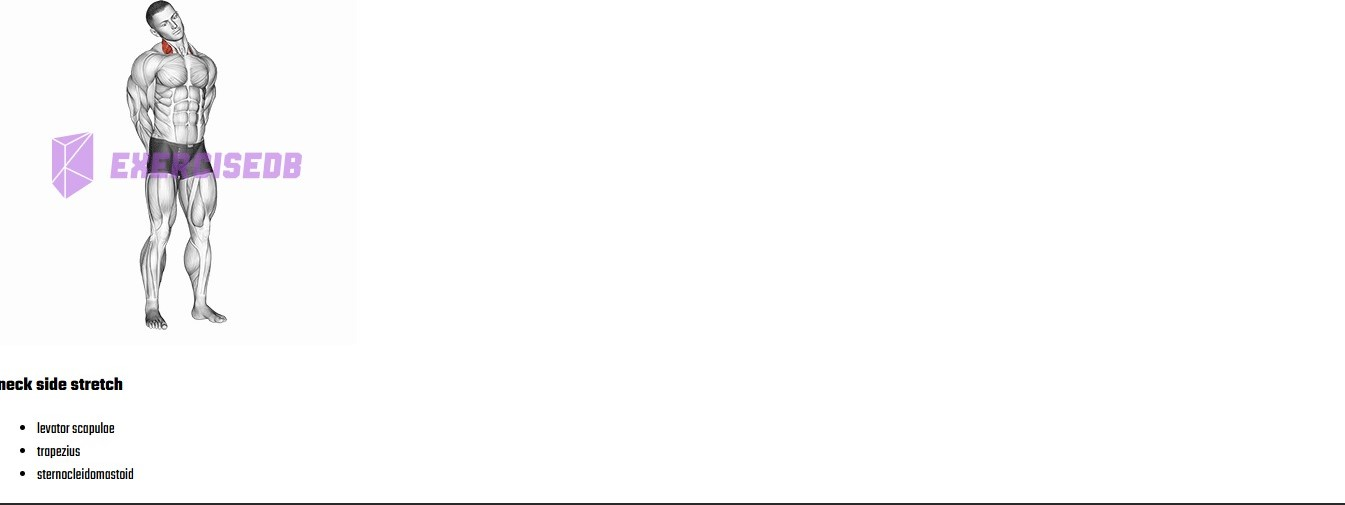 EXERCISEDB
neck side stretch
levator scapulae
trapezius
sternocleidomastoid